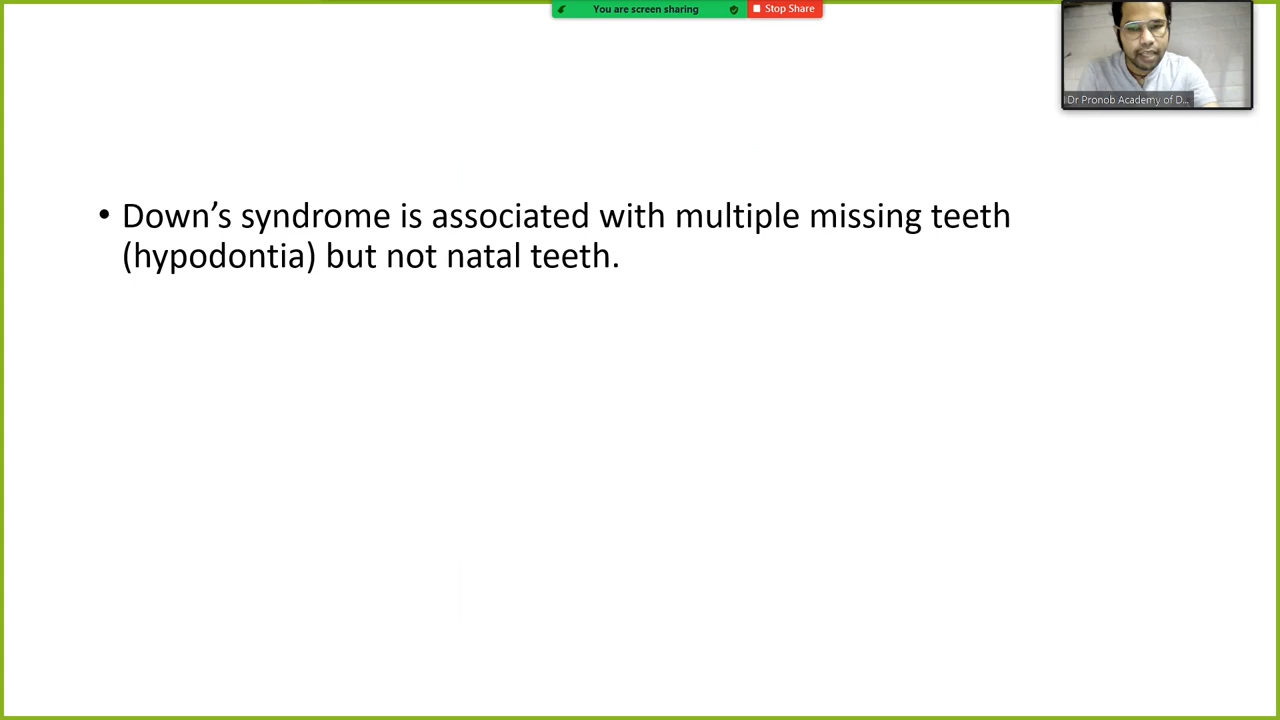 You are screen sharing
Stop Share
Dr Pronob Academy of D...
• Down’s syndrome is associated with multiple missing teeth
(hypodontia) but not natal teeth.